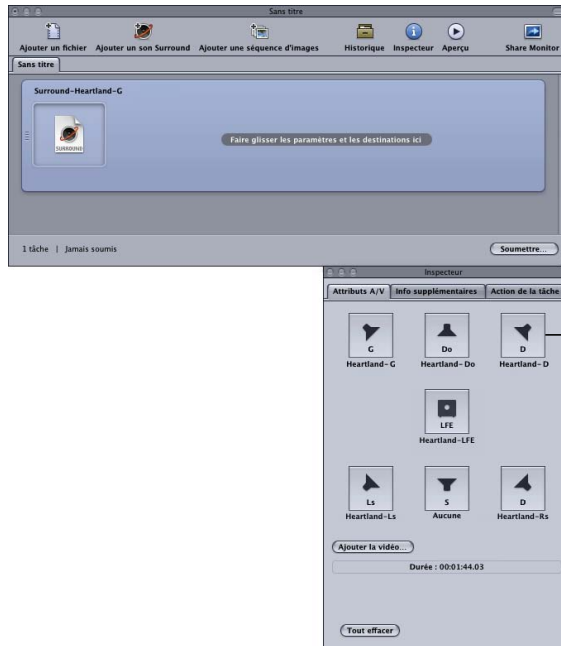 Sans titre
Ajouter un fichier Ajouter un son Surround Ajouter une séquence d'images Historique Inspecteur Aperçu Share Monitor
Sans titre
Surround-Heartland-G
SURROUND
Faire glisser les paramètres et les destinations ici
1 tâche | Jamais soumis
Soumettre...
Inspecteur
Attributs A/V Info supplémentaires Action de la tâche
G Do D
Heartland-G Heartland-Do Heartland-D
LFE
Heartland-LFE
Ls S D
Heartland-Ls Aucune Heartland-Rs
Ajouter la vidéo...
Durée : 00:01:44.03
Tout effacer